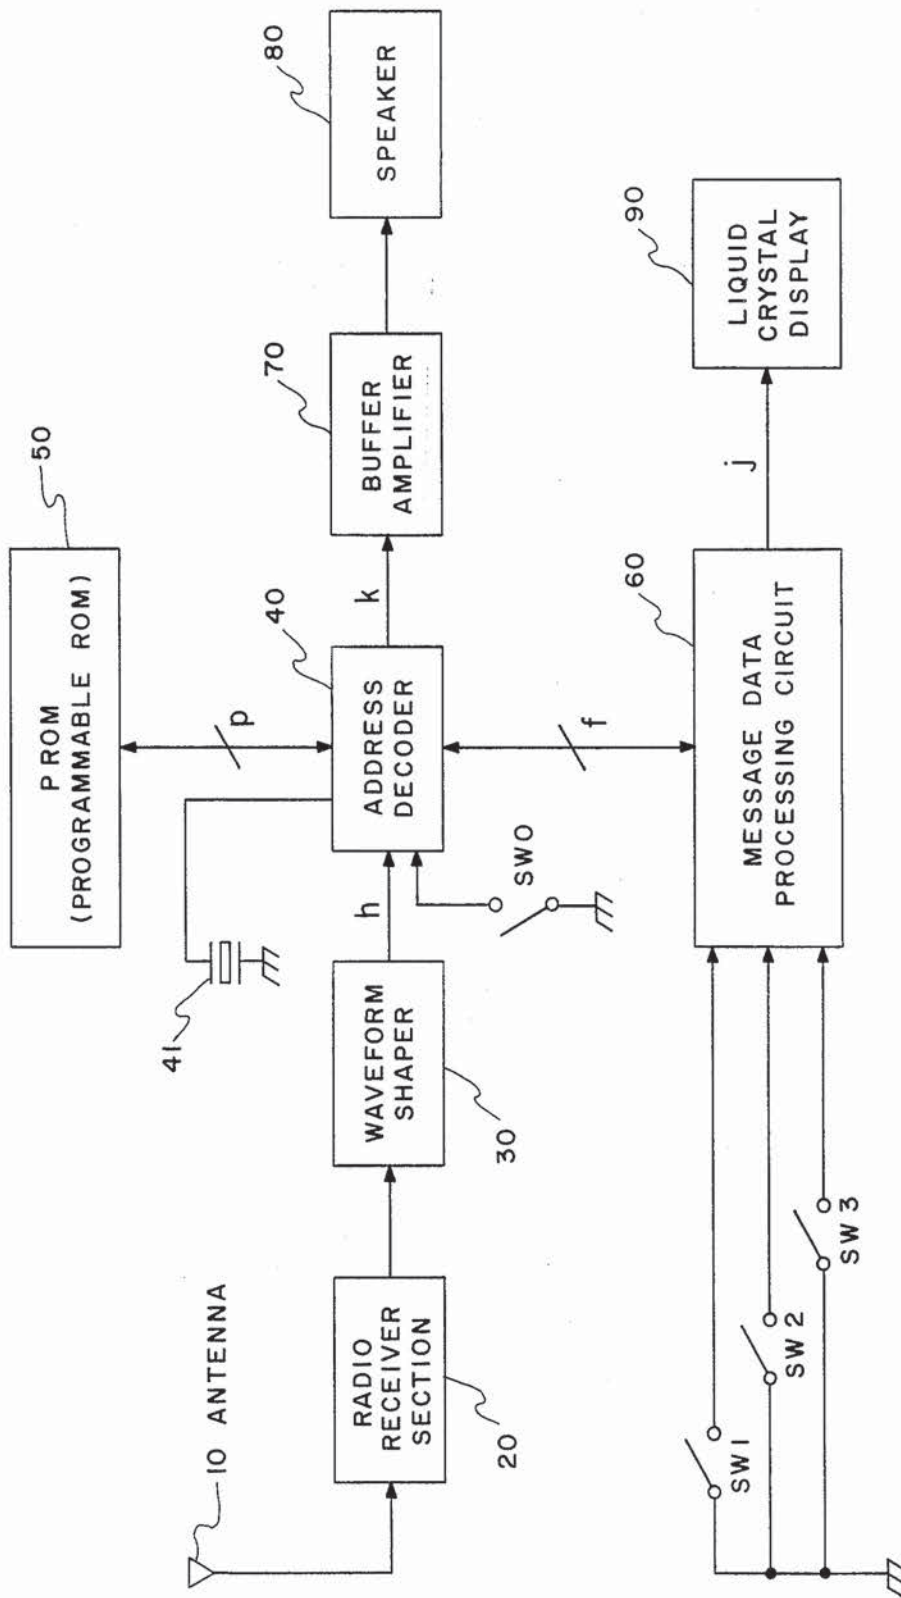 50
PROM
(PROGRAMMABLE ROM)
p
41
10 ANTENNA
RADIO
RECEIVER
SECTION
20
WAVEFORM
SHAPER
30
h
SW0
ADDRESS
DECODER
40
k
BUFFER
AMPLIFIER
70
SPEAKER
80
f
SW1
SW2
SW3
MESSAGE DATA
PROCESSING CIRCUIT
60
j
LIQUID
CRYSTAL
DISPLAY
90